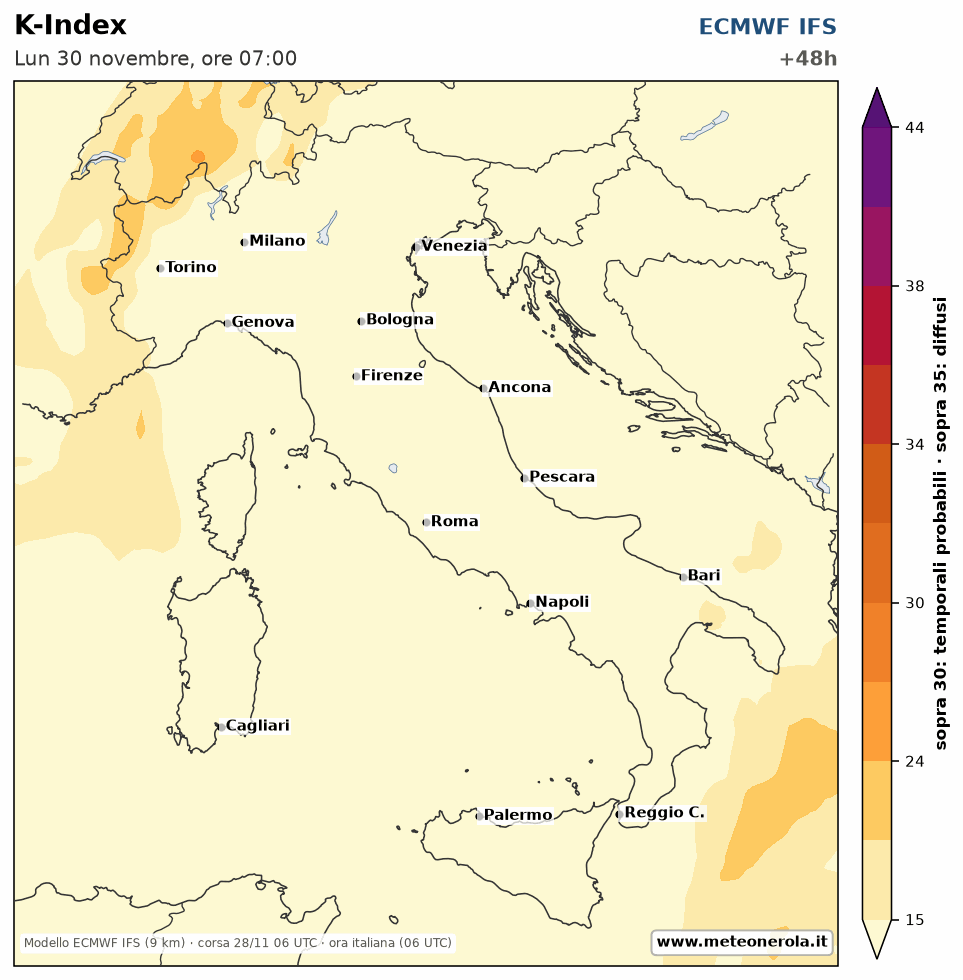 K-Index
ECMWF IFS
Lun 30 novembre, ore 07:00
+48h
Milano
Venezia
Torino
Genova
Bologna
Firenze
Ancona
Pescara
Roma
Bari
Napoli
Cagliari
Palermo
Reggio C.
44
38
34
30
24
15
sopra 30: temporali probabili · sopra 35: diffusi
Modello ECMWF IFS (9 km) · corsa 28/11 06 UTC · ora italiana (06 UTC)
www.meteonerola.it